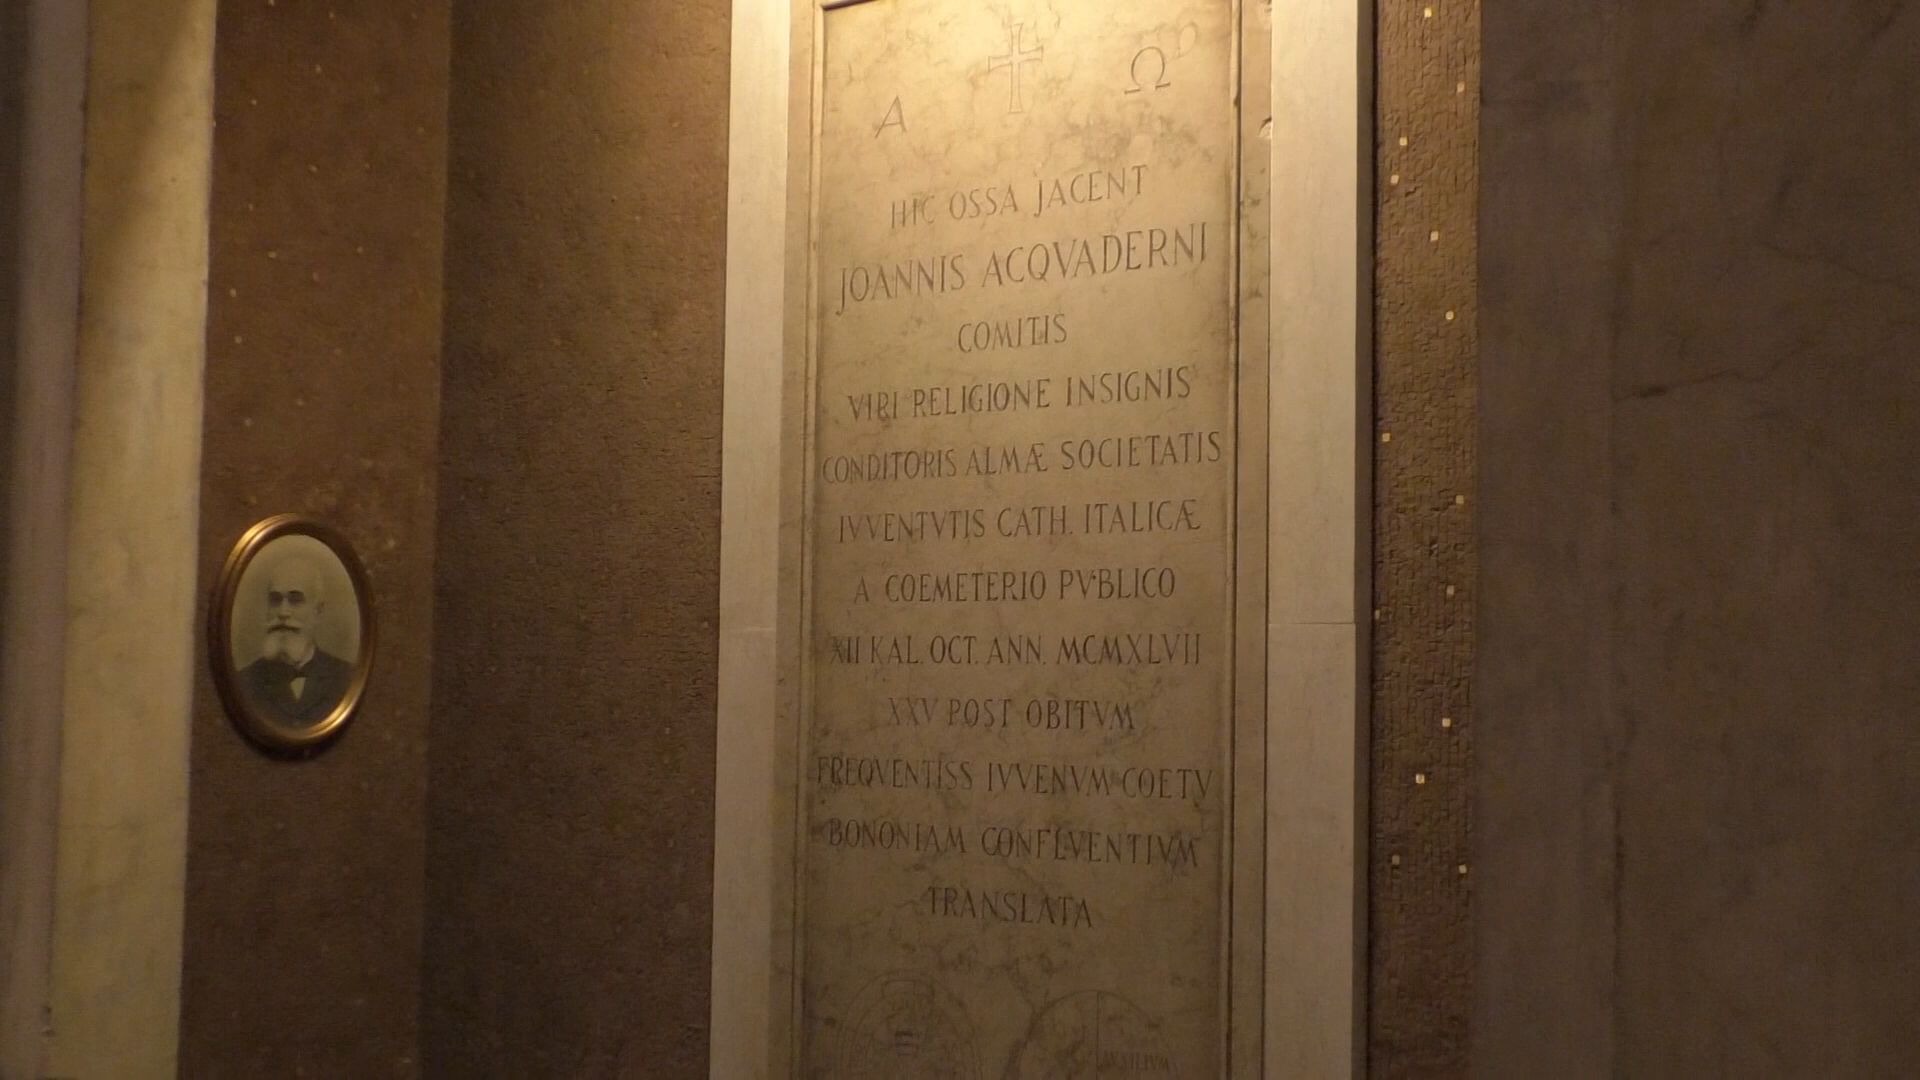 A Ω
HIC OSSA JACENT
JOANNIS ACQVADERNI
COMITIS
VIRI RELIGIONE INSIGNIS
CONDITORIS ALMÆ SOCIETATIS
IVVENTVTIS CATH. ITALICÆ
A COEMETERIO PVBLICO
XII KAL. OCT. ANN. MCMXLVII
XXV POST OBITVM
FREQVENTISS IVVENVM COETV
BONONIAM CONFLVENTIVM
TRANSLATA